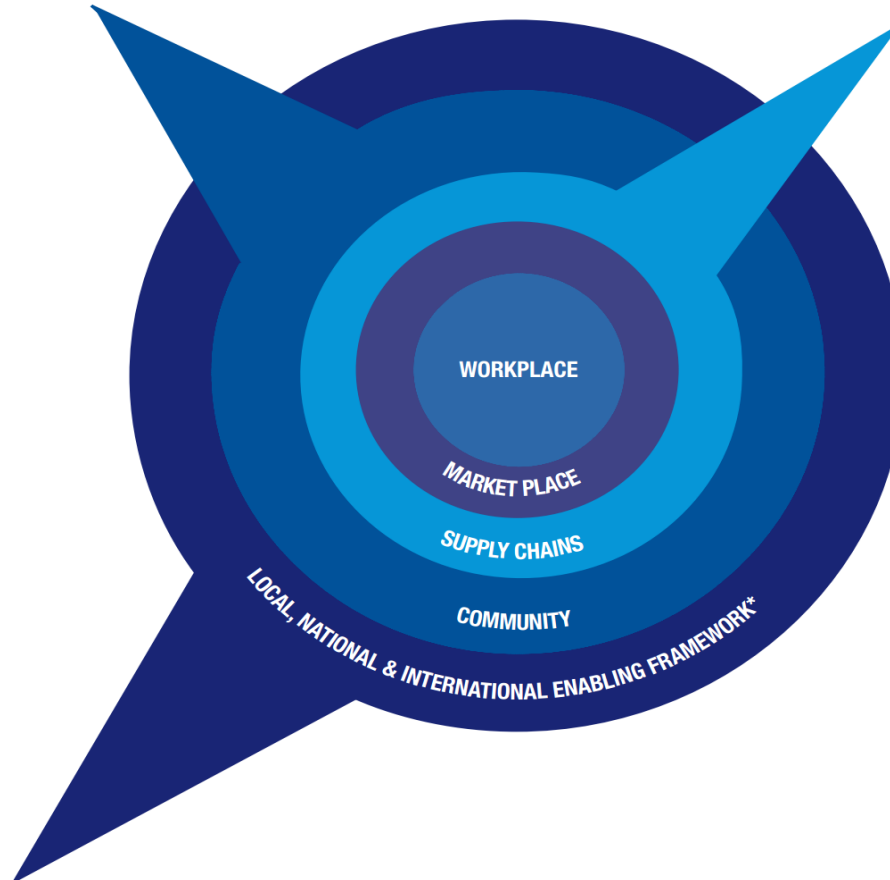 WORKPLACE
MARKET PLACE
SUPPLY CHAINS
COMMUNITY
LOCAL, NATIONAL & INTERNATIONAL ENABLING FRAMEWORK*